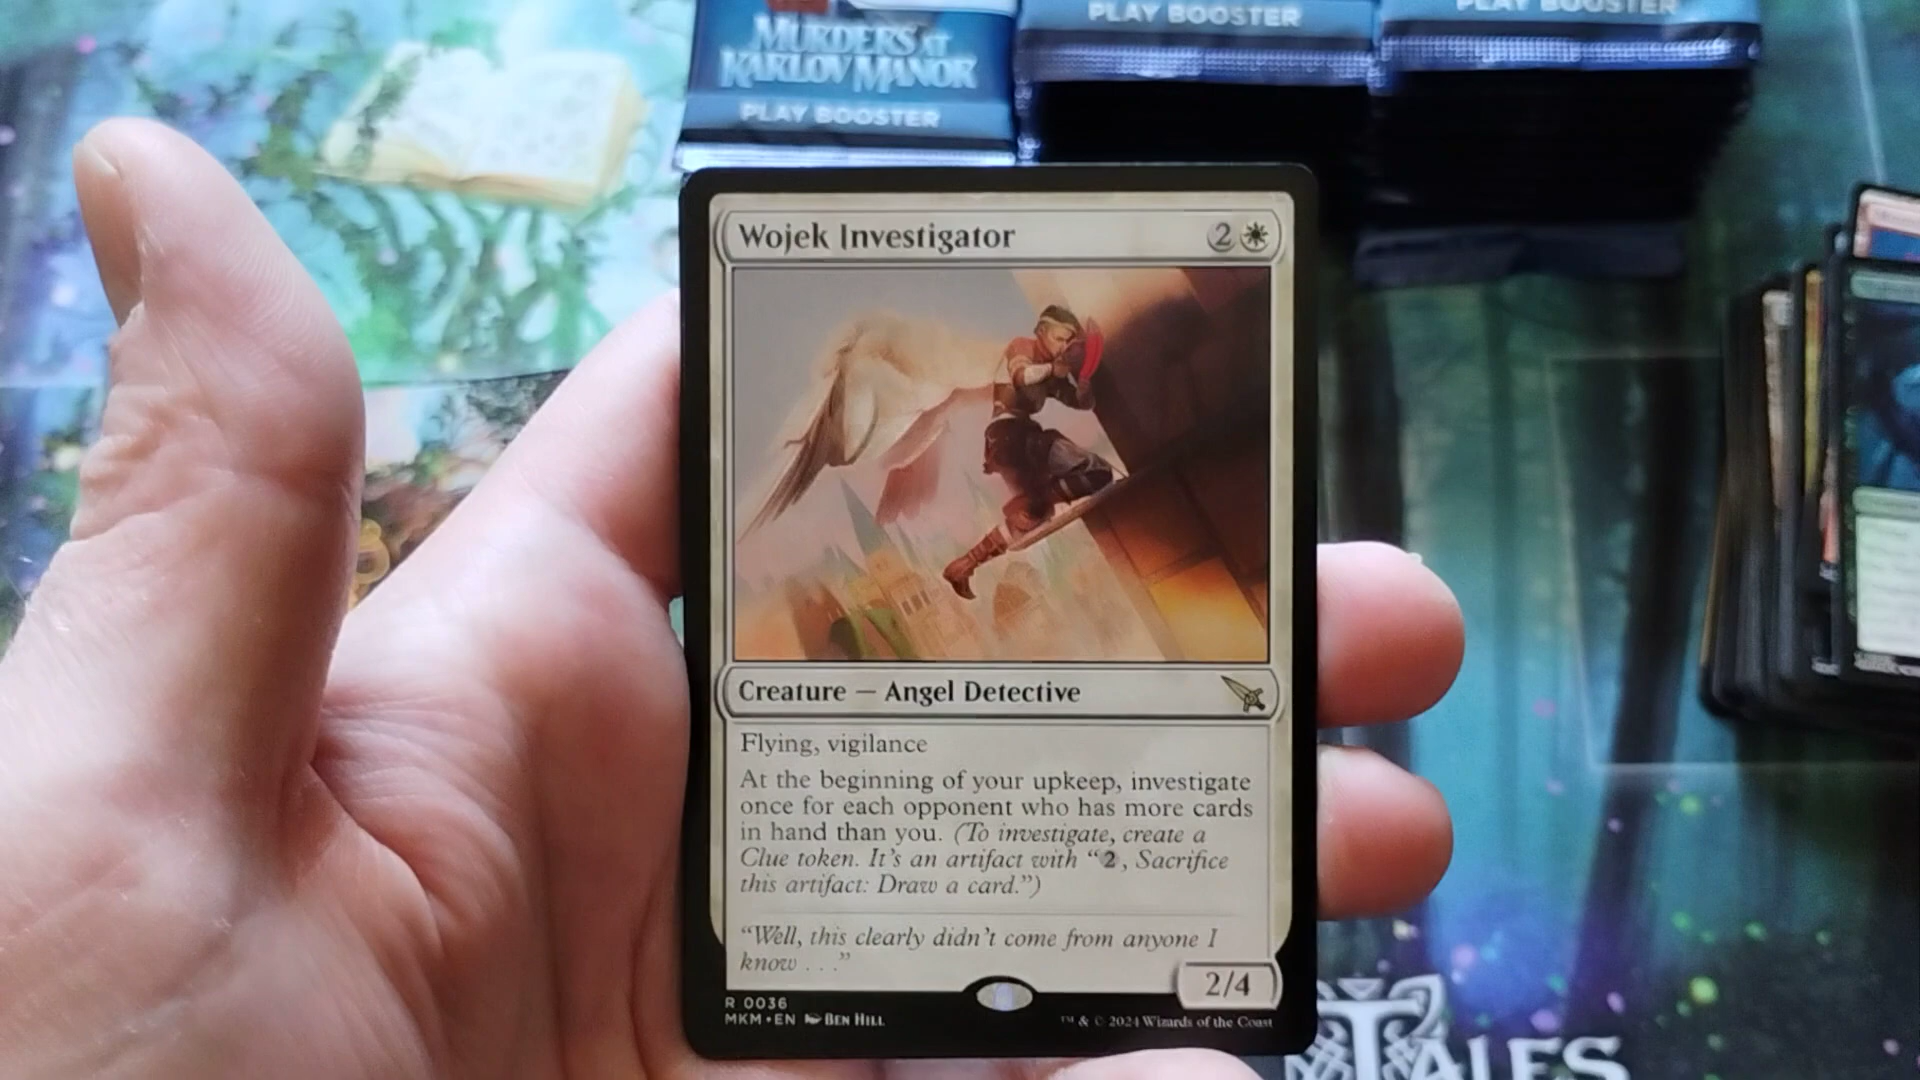 MURDERS AT
KARLOV MANOR
PLAY BOOSTER
PLAY BOOSTER
PLAY BOOSTER
Wojek Investigator
2
Creature — Angel Detective
Flying, vigilance
At the beginning of your upkeep, investigate
once for each opponent who has more cards
in hand than you. (To investigate, create a
Clue token. It's an artifact with “2, Sacrifice
this artifact: Draw a card.”)
“Well, this clearly didn't come from anyone I
know . . .”
2/4
R 0036
MKM • EN BEN HILL
™ & © 2024 Wizards of the Coast
TALES